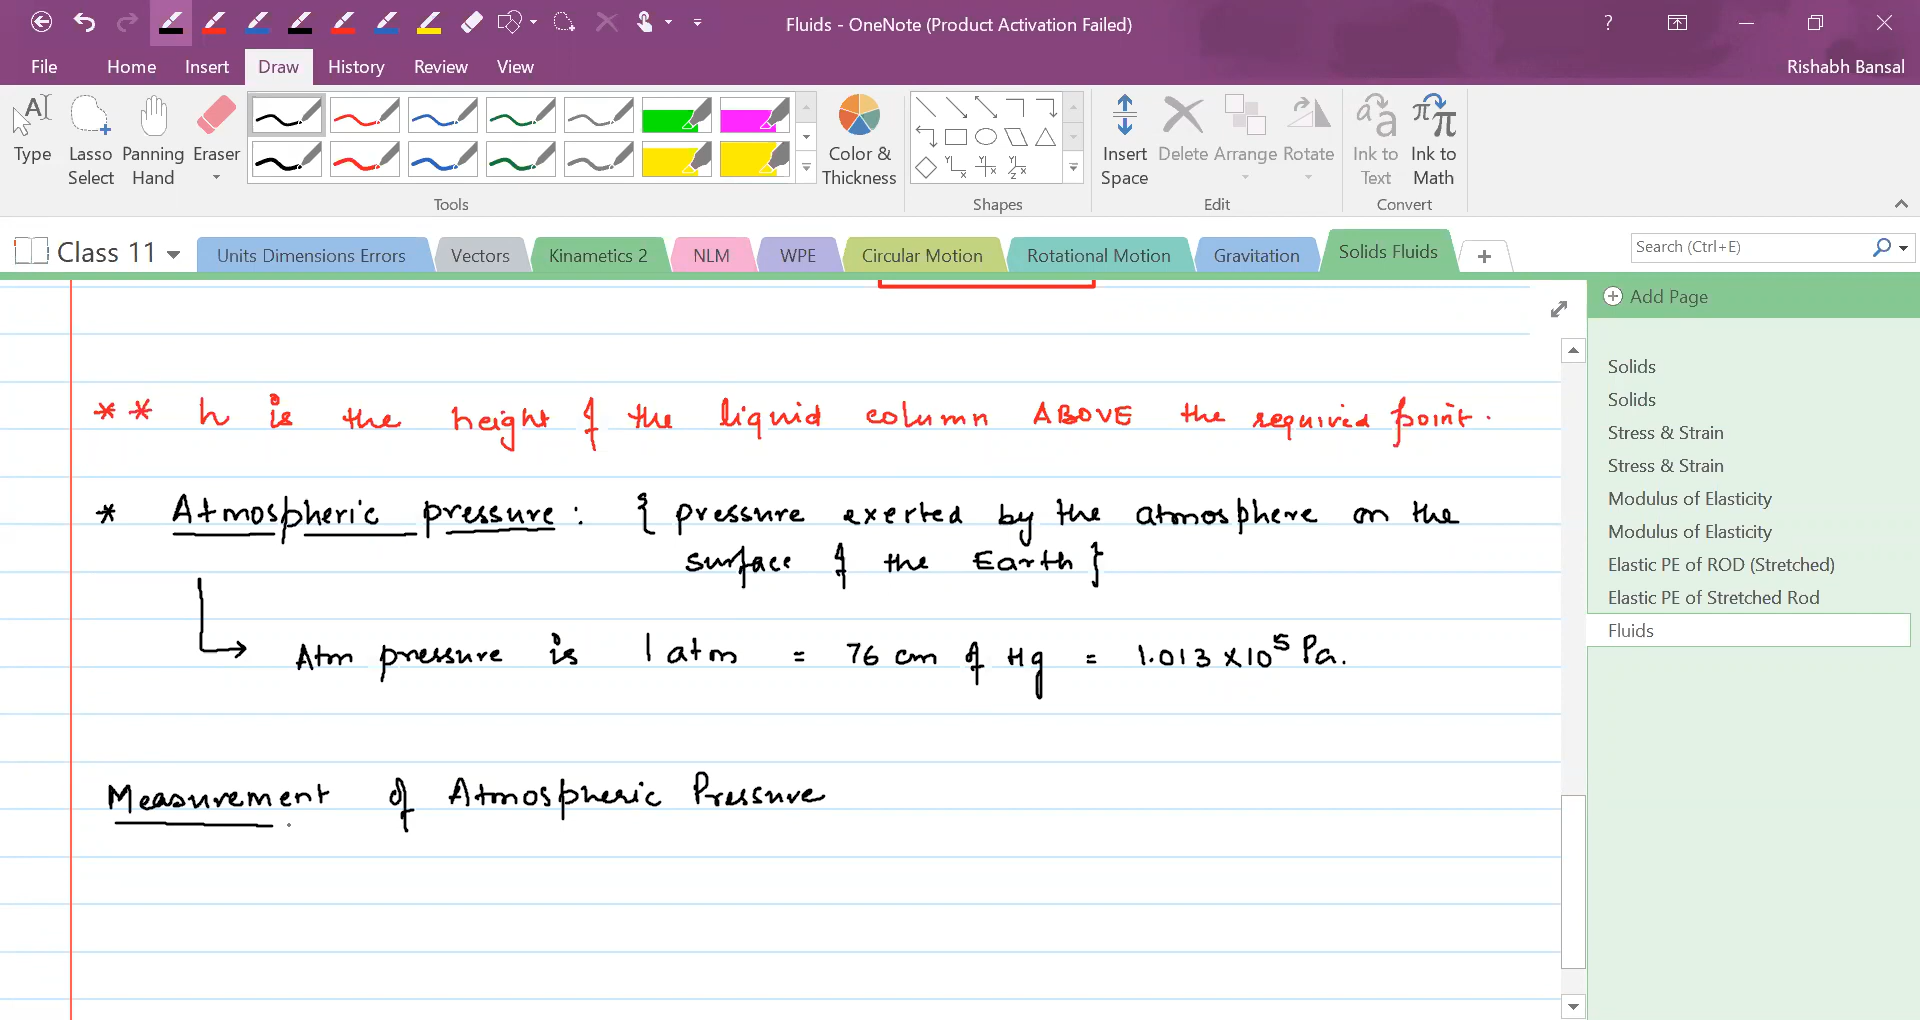 Fluids - OneNote (Product Activation Failed)
?
File Home Insert Draw History Review View
Rishabh Bansal
Type
Lasso Select
Panning Hand
Eraser
Color & Thickness
Insert Space
Delete Arrange Rotate
Ink to Text
Ink to Math
Tools
Shapes
Edit
Convert
Class 11
Units Dimensions Errors
Vectors
Kinametics 2
NLM
WPE
Circular Motion
Rotational Motion
Gravitation
Solids Fluids
+
Search (Ctrl+E)
Add Page
Solids
Solids
Stress & Strain
Stress & Strain
Modulus of Elasticity
Modulus of Elasticity
Elastic PE of ROD (Stretched)
Elastic PE of Stretched Rod
Fluids
** h is the height of the liquid column ABOVE the required point.
* Atmospheric pressure : { pressure exerted by the atmosphere on the
surface of the Earth }
Atm pressure is 1 atm = 76 cm of Hg = 1.013 x 10⁵ Pa.
Measurement of Atmospheric Pressure